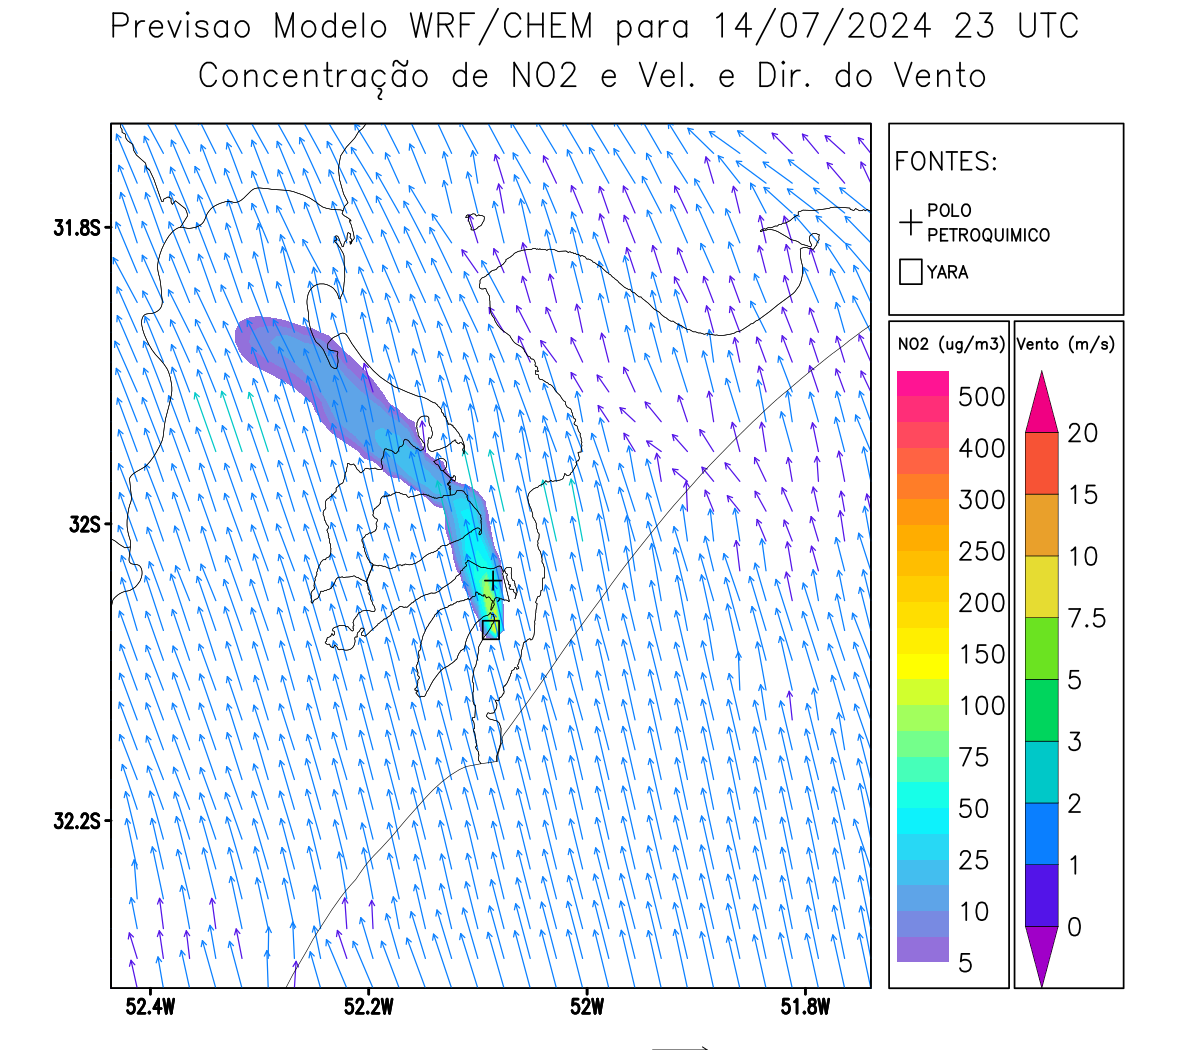 Previsao Modelo WRF/CHEM para 14/07/2024 23 UTC
Concentração de NO2 e Vel. e Dir. do Vento
FONTES:
POLO
PETROQUIMICO
YARA
NO2 (ug/m3)
500
400
300
250
200
150
100
75
50
25
10
5
Vento (m/s)
20
15
10
7.5
5
3
2
1
0
31.8S
32S
32.2S
52.4W
52.2W
52W
51.8W